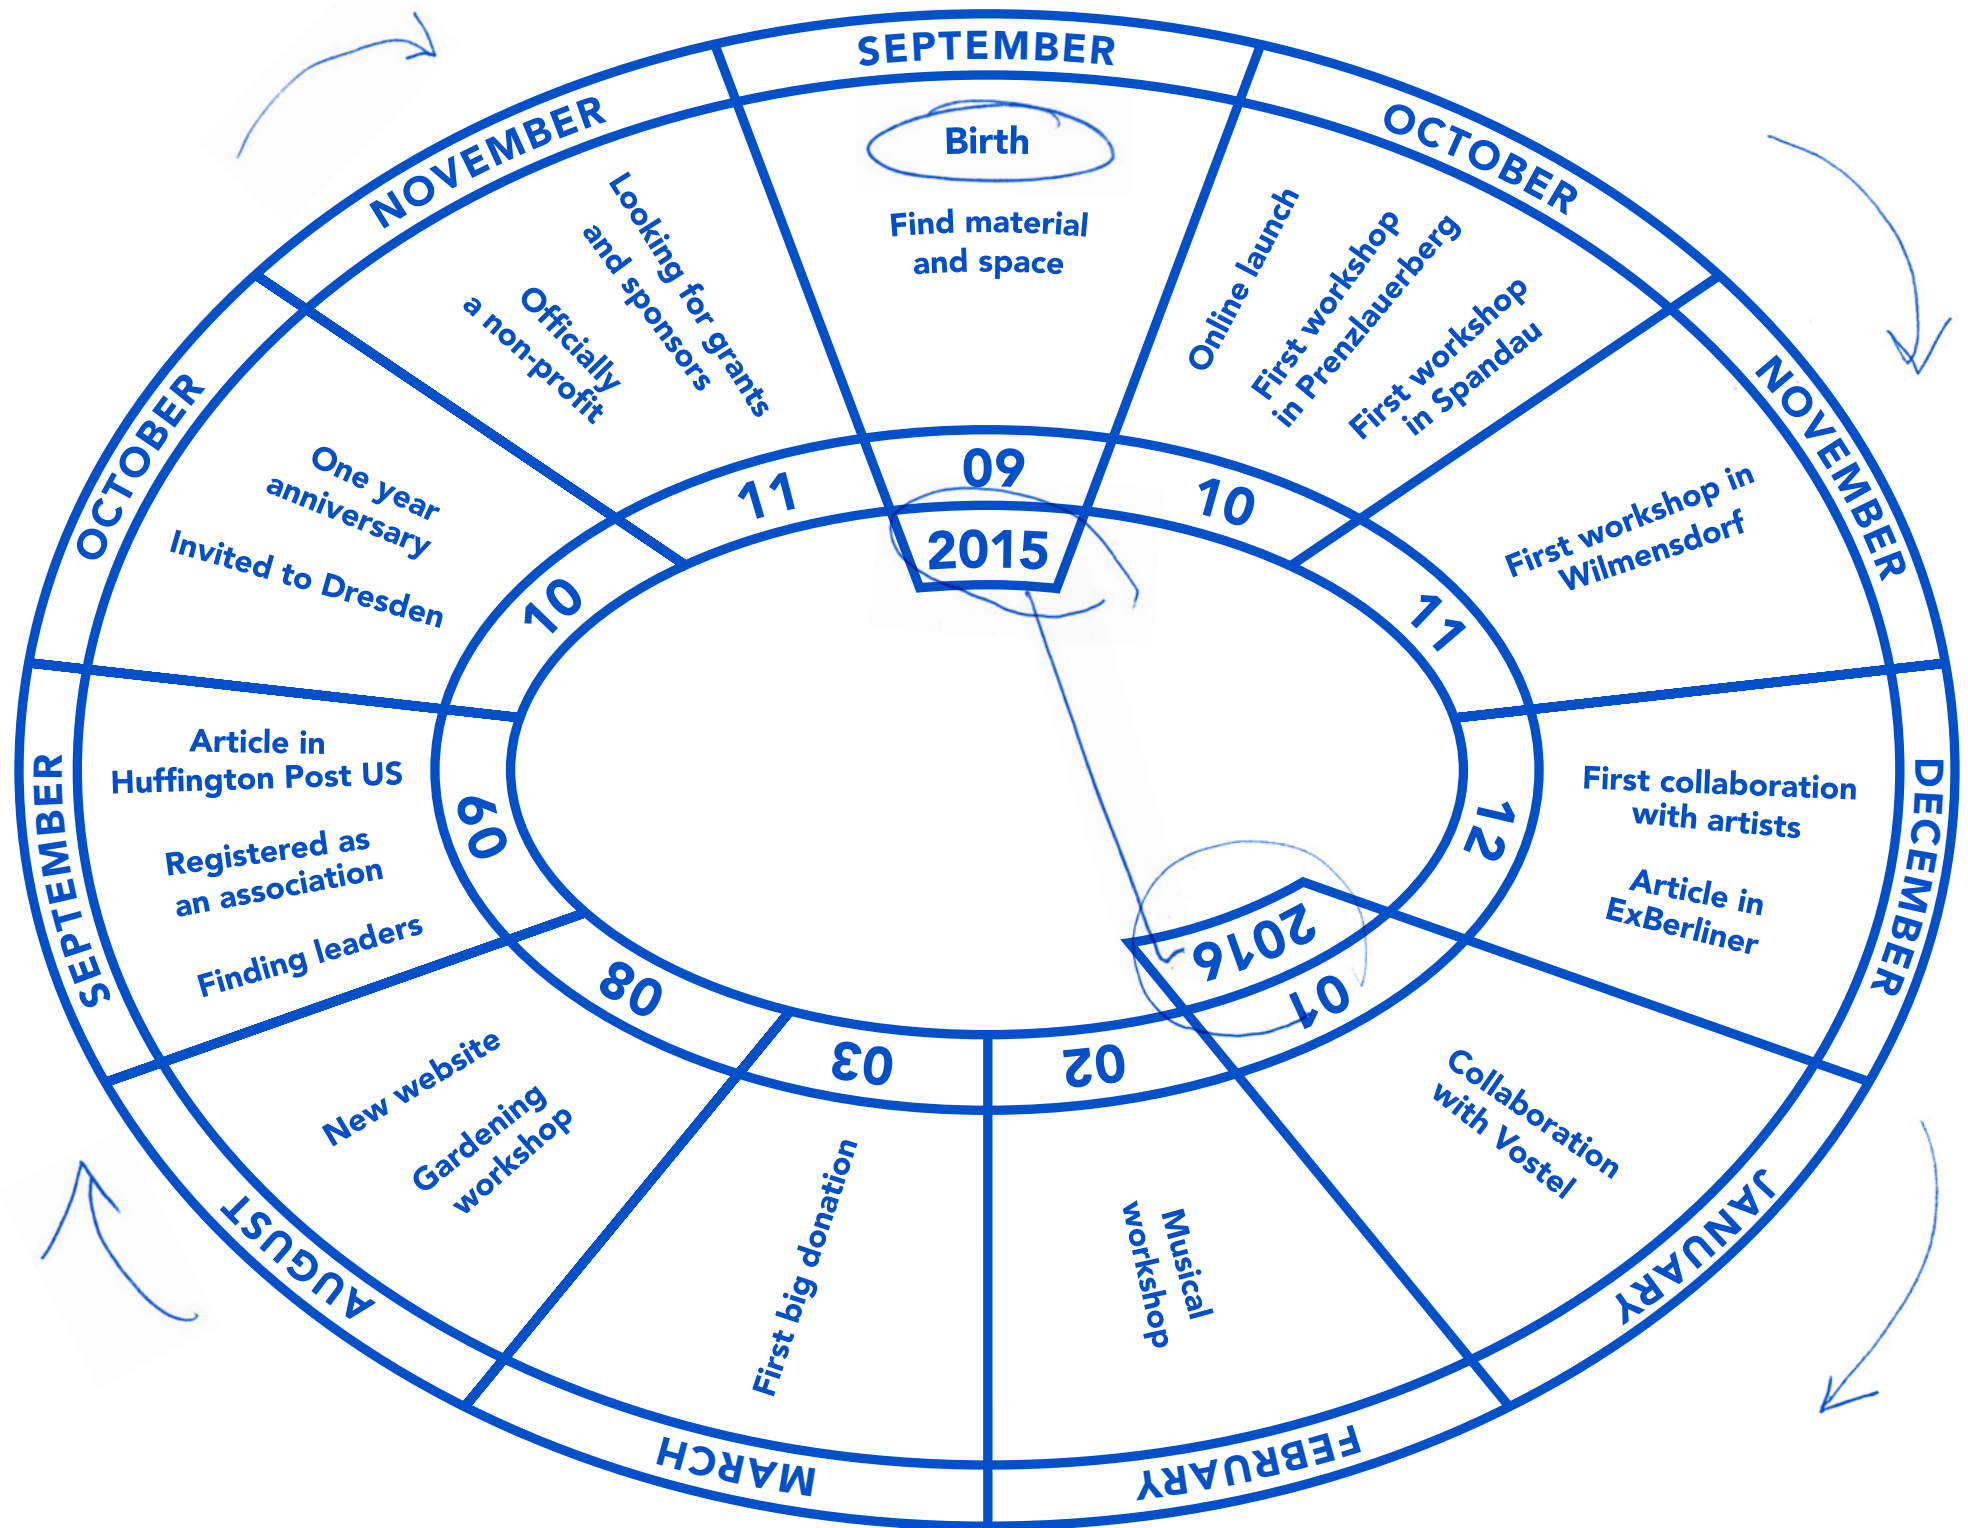 SEPTEMBER
Birth
Find material
and space
09
2015
OCTOBER
Online launch
First workshop
in Prenzlauerberg
First workshop
in Spandau
10
NOVEMBER
First workshop in
Wilmensdorf
11
DECEMBER
First collaboration
with artists
Article in
ExBerliner
12
JANUARY
Collaboration
with Vostel
01
2016
FEBRUARY
Musical
workshop
02
MARCH
First big donation
03
AUGUST
New website
Gardening
workshop
08
SEPTEMBER
Article in
Huffington Post US
Registered as
an association
Finding leaders
09
OCTOBER
One year
anniversary
Invited to Dresden
10
NOVEMBER
Looking for grants
and sponsors
Officially
a non-profit
11